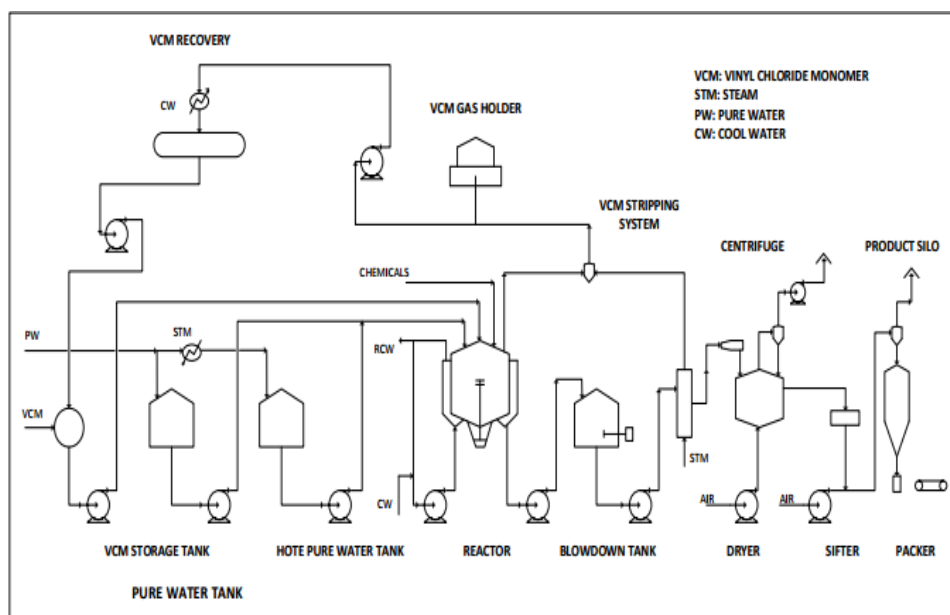 VCM RECOVERY
VCM: VINYL CHLORIDE MONOMER
STM: STEAM
PW: PURE WATER
CW: COOL WATER
CW
VCM GAS HOLDER
VCM STRIPPING
SYSTEM
CENTRIFUGE
PRODUCT SILO
CHEMICALS
PW
STM
RCW
VCM
STM
CW
AIR
AIR
VCM STORAGE TANK
HOTE PURE WATER TANK
REACTOR
BLOWDOWN TANK
DRYER
SIFTER
PACKER
PURE WATER TANK